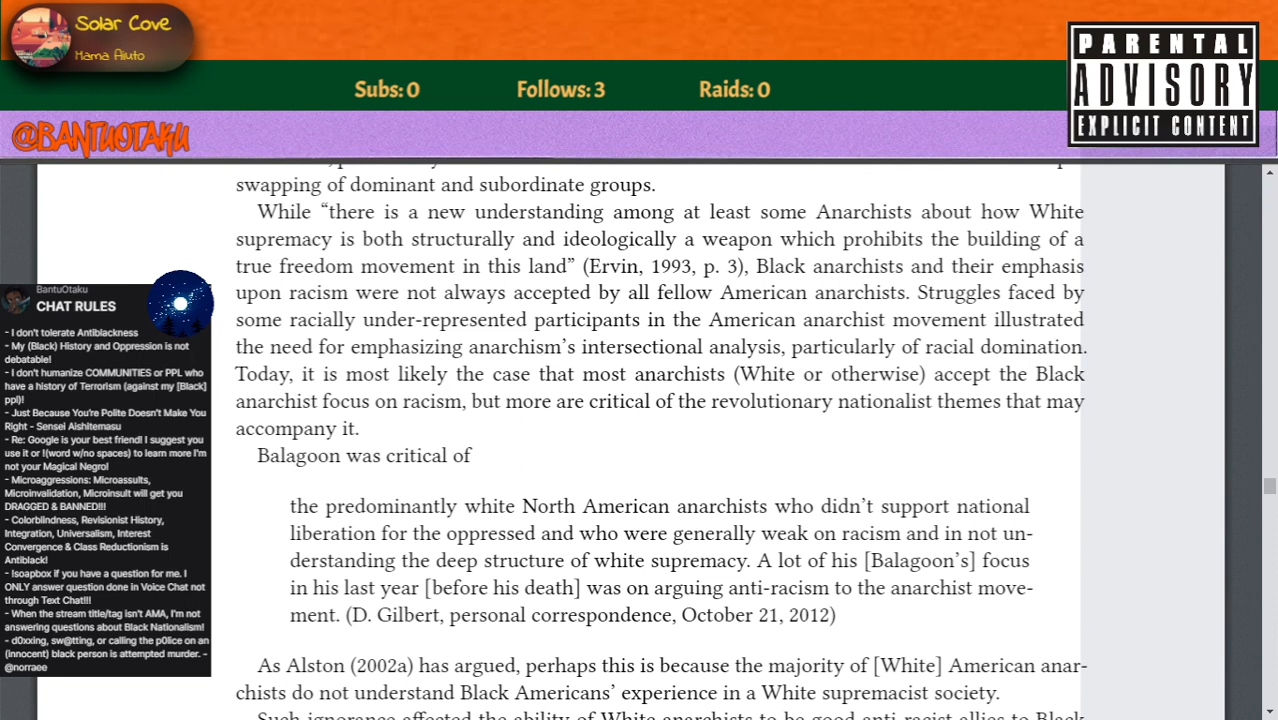 Solar Cove
Mama Aiuto
PARENTAL
ADVISORY
EXPLICIT CONTENT
Subs: 0 Follows: 3 Raids: 0
@BANTUOTAKU
swapping of dominant and subordinate groups.
While “there is a new understanding among at least some Anarchists about how White
supremacy is both structurally and ideologically a weapon which prohibits the building of a
true freedom movement in this land” (Ervin, 1993, p. 3), Black anarchists and their emphasis
upon racism were not always accepted by all fellow American anarchists. Struggles faced by
some racially under-represented participants in the American anarchist movement illustrated
the need for emphasizing anarchism’s intersectional analysis, particularly of racial domination.
Today, it is most likely the case that most anarchists (White or otherwise) accept the Black
anarchist focus on racism, but more are critical of the revolutionary nationalist themes that may
accompany it.
Balagoon was critical of
the predominantly white North American anarchists who didn’t support national
liberation for the oppressed and who were generally weak on racism and in not un-
derstanding the deep structure of white supremacy. A lot of his [Balagoon’s] focus
in his last year [before his death] was on arguing anti-racism to the anarchist move-
ment. (D. Gilbert, personal correspondence, October 21, 2012)
As Alston (2002a) has argued, perhaps this is because the majority of [White] American anar-
chists do not understand Black Americans’ experience in a White supremacist society.
Such ignorance affected the ability of White anarchists to be good anti-racist allies to Black
BantuOtaku
CHAT RULES
- I don't tolerate Antiblackness
- My (Black) History and Oppression is not
debatable!
- I don't humanize COMMUNITIES or PPL who
have a history of Terrorism (against my [Black]
ppl)!
- Just Because You're Polite Doesn't Make You
Right - Sensei Aishitemasu
- Re: Google is your best friend! I suggest you
use it or !(word w/no spaces) to learn more I'm
not your Magical Negro!
- Microaggressions: Microassults,
Microinvalidation, Microinsult will get you
DRAGGED & BANNED!!!
- Colorblindness, Revisionist History,
Integration, Universalism, Interest
Convergence & Class Reductionism is
Antiblack!
- !soapbox if you have a question for me. I
ONLY answer question done in Voice Chat not
through Text Chat!!!
- When the stream title/tag isn't AMA, I'm not
answering questions about Black Nationalism!
- d0xxing, sw@tting, or calling the p0lice on an
(innocent) black person is attempted murder. -
@norraee